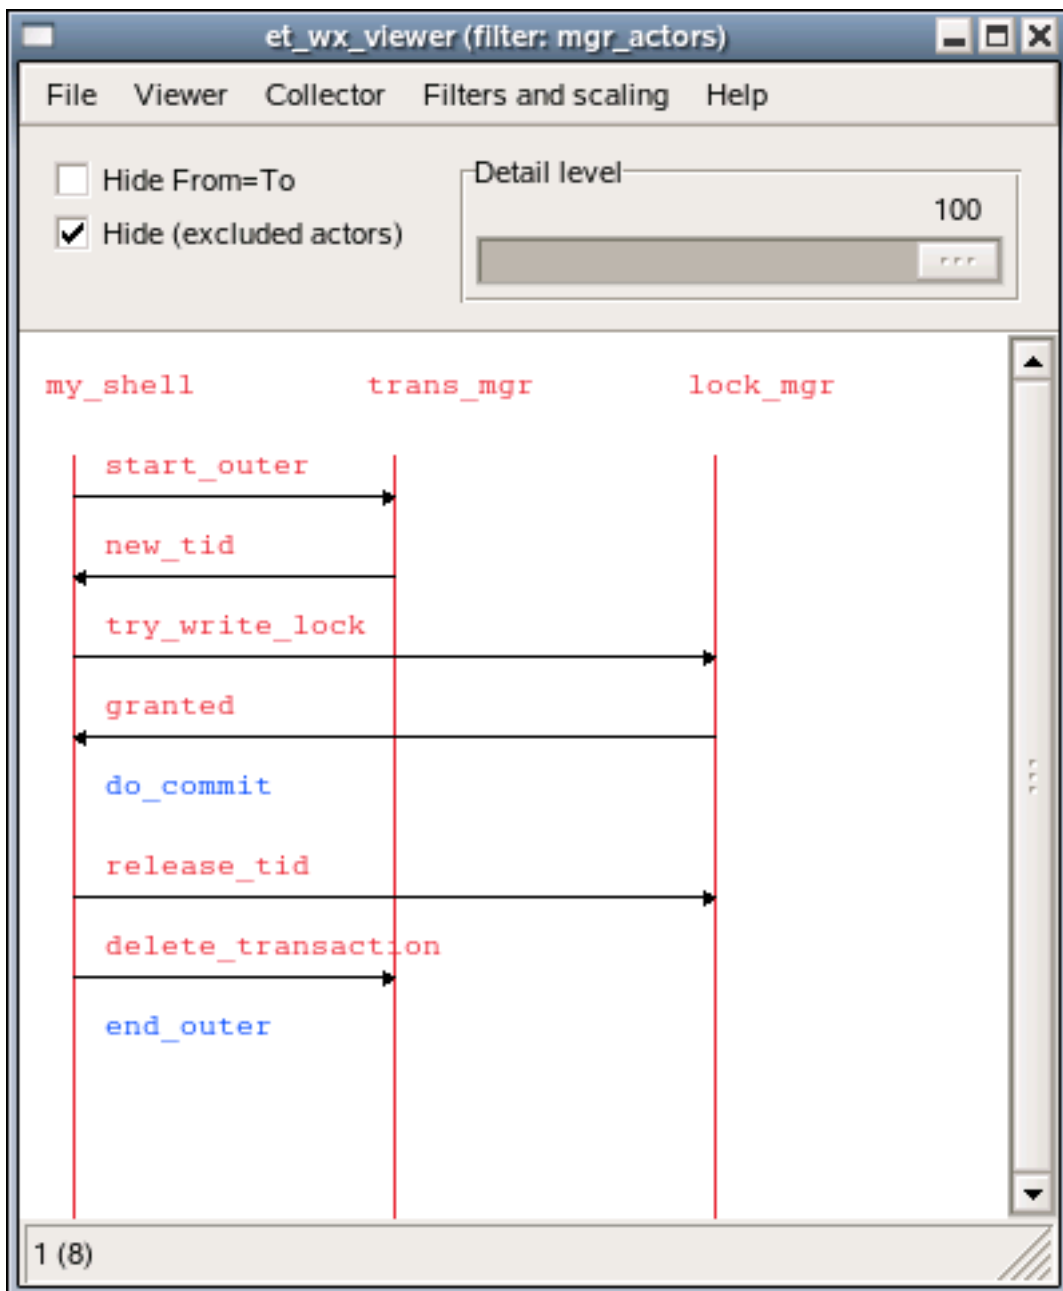 et_wx_viewer (filter: mgr_actors)
File Viewer Collector Filters and scaling Help
Hide From=To
Hide (excluded actors)
Detail level
100
my_shell trans_mgr lock_mgr
start_outer
new_tid
try_write_lock
granted
do_commit
release_tid
delete_transaction
end_outer
1 (8)